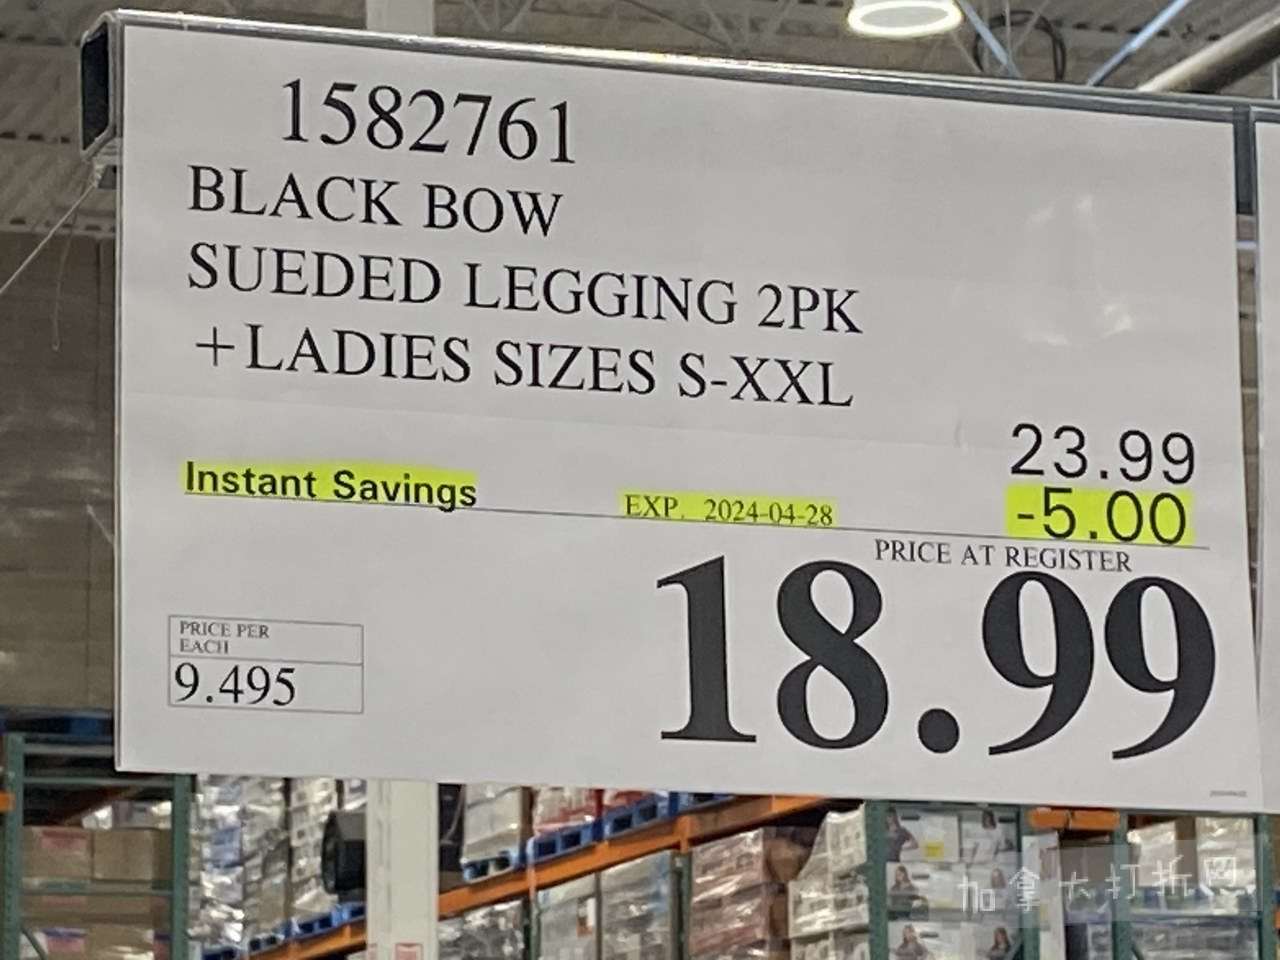 1582761
BLACK BOW
SUEDED LEGGING 2PK
+LADIES SIZES S-XXL
23.99
Instant Savings EXP. 2024-04-28 -5.00
PRICE AT REGISTER
18.99
PRICE PER
EACH
9.495
加拿大打折网